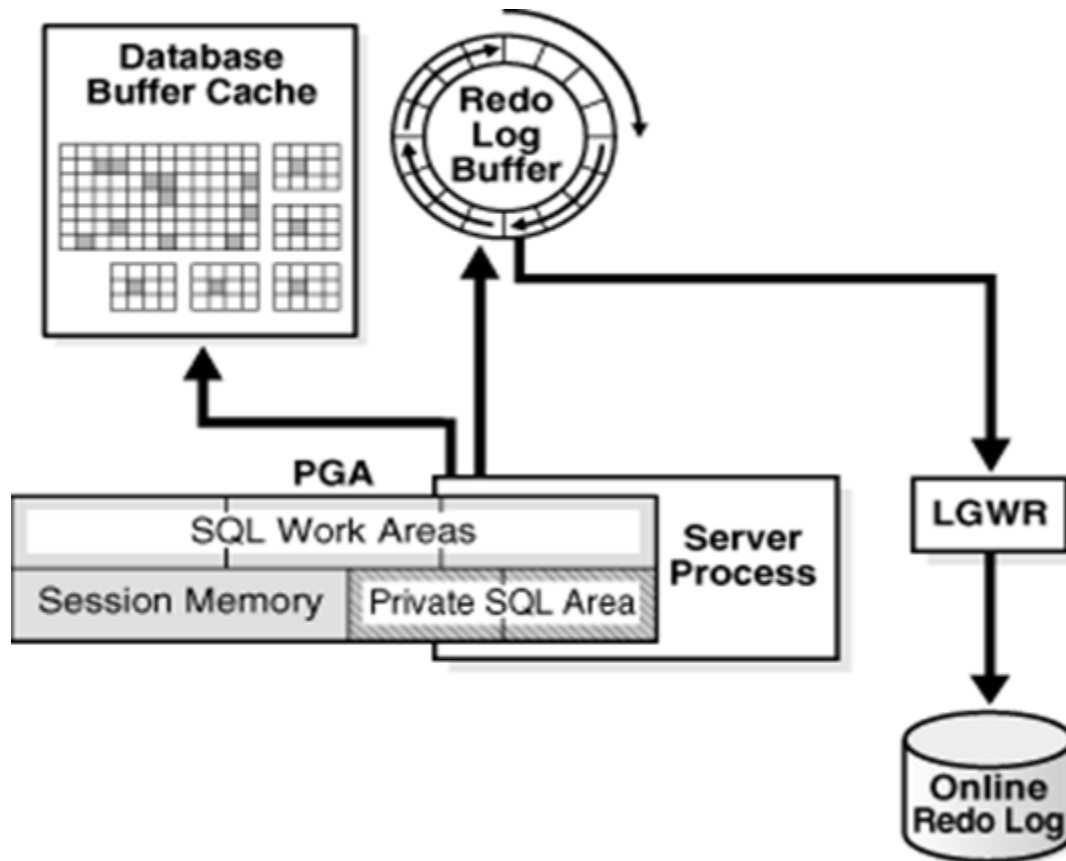 Database
Buffer Cache
Redo
Log
Buffer
PGA
SQL Work Areas
Session Memory
Private SQL Area
Server
Process
LGWR
Online
Redo Log